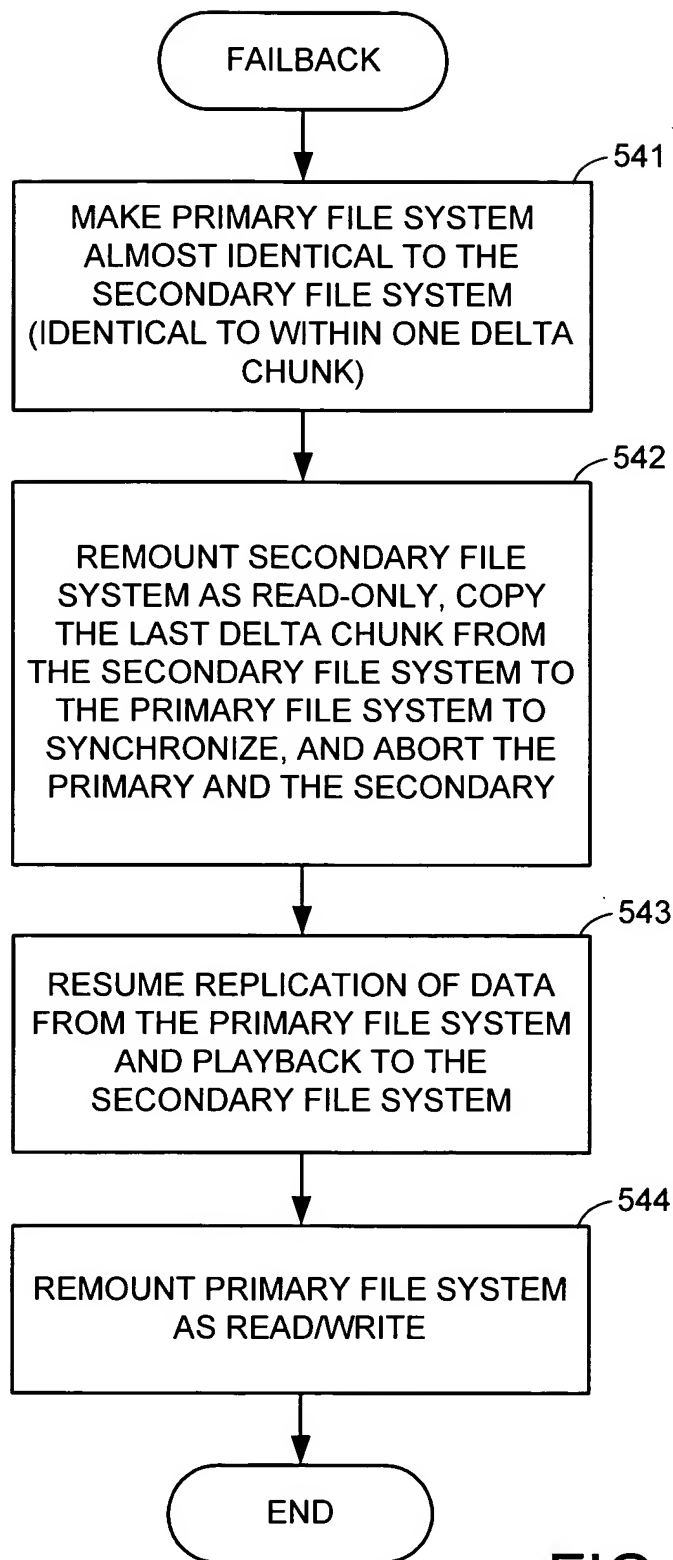 FAILBACK
541
MAKE PRIMARY FILE SYSTEM
ALMOST IDENTICAL TO THE
SECONDARY FILE SYSTEM
(IDENTICAL TO WITHIN ONE DELTA
CHUNK)
542
REMOUNT SECONDARY FILE
SYSTEM AS READ-ONLY, COPY
THE LAST DELTA CHUNK FROM
THE SECONDARY FILE SYSTEM TO
THE PRIMARY FILE SYSTEM TO
SYNCHRONIZE, AND ABORT THE
PRIMARY AND THE SECONDARY
543
RESUME REPLICATION OF DATA
FROM THE PRIMARY FILE SYSTEM
AND PLAYBACK TO THE
SECONDARY FILE SYSTEM
544
REMOUNT PRIMARY FILE SYSTEM
AS READ/WRITE
END